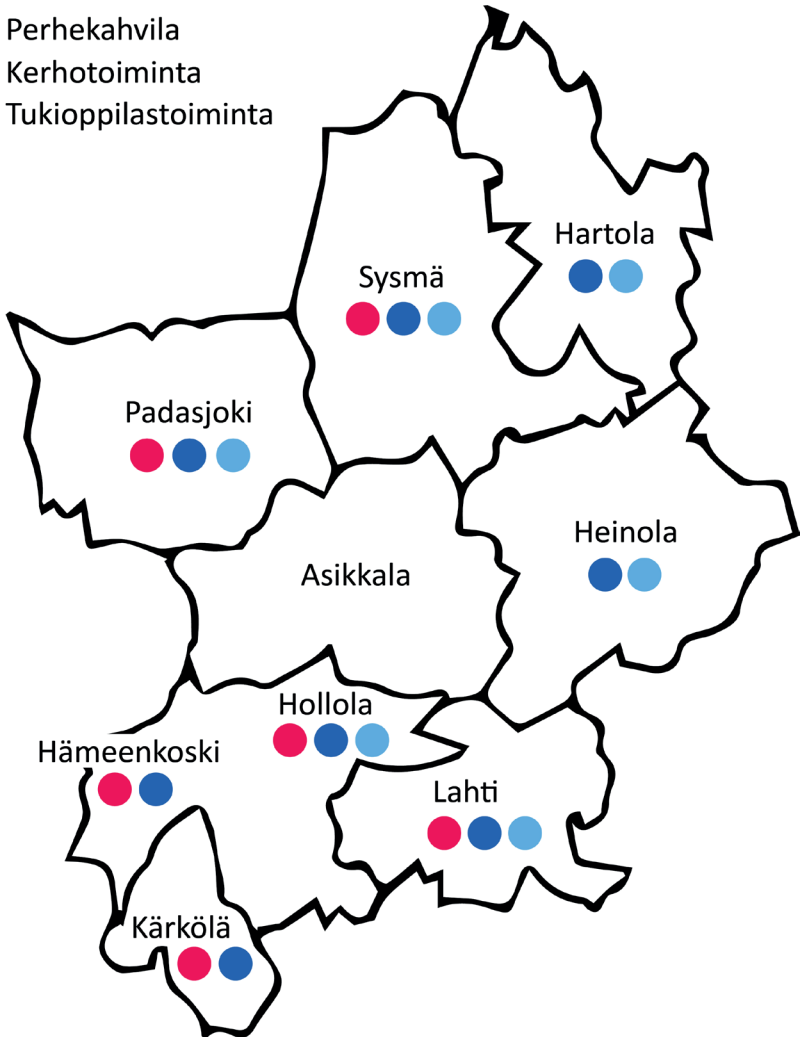 Perhekahvila
Kerhotoiminta
Tukioppilastoiminta
Hartola
Sysmä
Padasjoki
Heinola
Asikkala
Hollola
Hämeenkoski
Lahti
Kärkölä